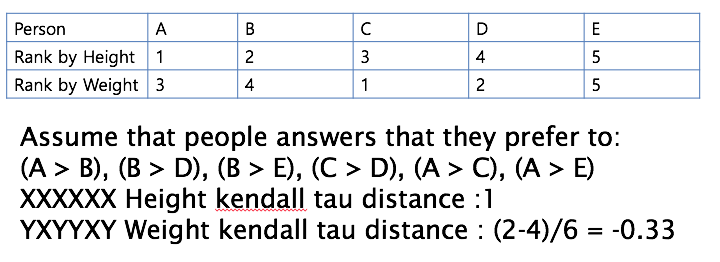 Person A B C D E
Rank by Height 1 2 3 4 5
Rank by Weight 3 4 1 2 5
Assume that people answers that they prefer to:
(A > B), (B > D), (B > E), (C > D), (A > C), (A > E)
XXXXXX Height kendall tau distance :1
YXYYXY Weight kendall tau distance : (2-4)/6 = -0.33